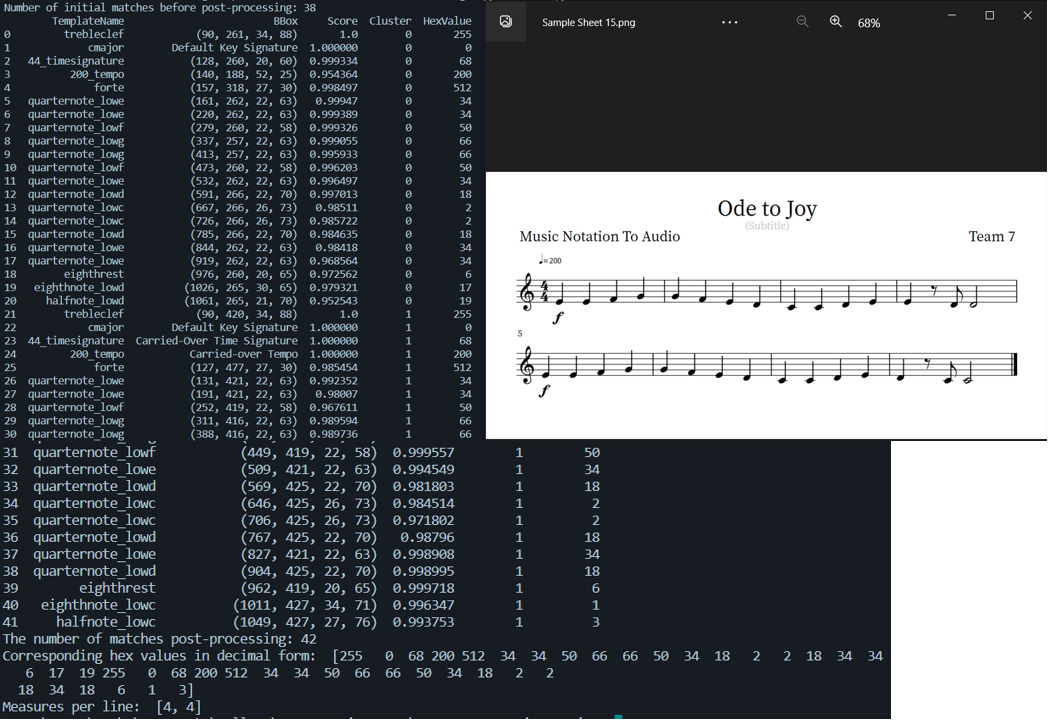 Number of initial matches before post-processing: 38
TemplateName BBox Score Cluster HexValue
0 trebleclef (90, 261, 34, 88) 1.0 0 255
1 cmajor Default Key Signature 1.000000 0 0
2 44_timesignature (128, 260, 20, 60) 0.999334 0 68
3 200_tempo (140, 188, 52, 25) 0.954364 0 200
4 forte (157, 318, 27, 30) 0.998497 0 512
5 quarternote_lowe (161, 262, 22, 63) 0.99947 0 34
6 quarternote_lowe (220, 262, 22, 63) 0.999389 0 34
7 quarternote_lowf (279, 260, 22, 58) 0.999326 0 50
8 quarternote_lowg (337, 257, 22, 63) 0.999055 0 66
9 quarternote_lowg (413, 257, 22, 63) 0.995933 0 66
10 quarternote_lowf (473, 260, 22, 58) 0.996203 0 50
11 quarternote_lowe (532, 262, 22, 63) 0.996497 0 34
12 quarternote_lowd (591, 266, 22, 70) 0.997013 0 18
13 quarternote_lowc (667, 266, 26, 73) 0.98511 0 2
14 quarternote_lowc (726, 266, 26, 73) 0.985722 0 2
15 quarternote_lowd (785, 266, 22, 70) 0.984635 0 18
16 quarternote_lowe (844, 262, 22, 63) 0.98418 0 34
17 quarternote_lowe (919, 262, 22, 63) 0.968564 0 34
18 eighthrest (976, 260, 20, 65) 0.972562 0 6
19 eighthnote_lowd (1026, 265, 30, 65) 0.979321 0 17
20 halfnote_lowd (1061, 265, 21, 70) 0.952543 0 19
21 trebleclef (90, 420, 34, 88) 1.0 1 255
22 cmajor Default Key Signature 1.000000 1 0
23 44_timesignature Carried-Over Time Signature 1.000000 1 68
24 200_tempo Carried-over Tempo 1.000000 1 200
25 forte (127, 477, 27, 30) 0.985454 1 512
26 quarternote_lowe (131, 421, 22, 63) 0.992352 1 34
27 quarternote_lowe (191, 421, 22, 63) 0.98007 1 34
28 quarternote_lowf (252, 419, 22, 58) 0.967611 1 50
29 quarternote_lowg (311, 416, 22, 63) 0.989594 1 66
30 quarternote_lowg (388, 416, 22, 63) 0.989736 1 66
31 quarternote_lowf (449, 419, 22, 58) 0.999557 1 50
32 quarternote_lowe (509, 421, 22, 63) 0.994549 1 34
33 quarternote_lowd (569, 425, 22, 70) 0.981803 1 18
34 quarternote_lowc (646, 425, 26, 73) 0.984514 1 2
35 quarternote_lowc (706, 425, 26, 73) 0.971802 1 2
36 quarternote_lowd (767, 425, 22, 70) 0.98796 1 18
37 quarternote_lowe (827, 421, 22, 63) 0.998908 1 34
38 quarternote_lowd (904, 425, 22, 70) 0.998995 1 18
39 eighthrest (962, 419, 20, 65) 0.999718 1 6
40 eighthnote_lowc (1011, 427, 34, 71) 0.996347 1 1
41 halfnote_lowc (1049, 427, 27, 76) 0.993753 1 3
The number of matches post-processing: 42
Corresponding hex values in decimal form: [255 0 68 200 512 34 34 50 66 66 50 34 18 2 2 18 34 34
6 17 19 255 0 68 200 512 34 34 50 66 66 50 34 18 2 2
18 34 18 6 1 3]
Measures per line: [4, 4]
Sample Sheet 15.png ... 68%
Ode to Joy
(Subtitle)
Music Notation To Audio Team 7
♩=200
4
4
f
5
f